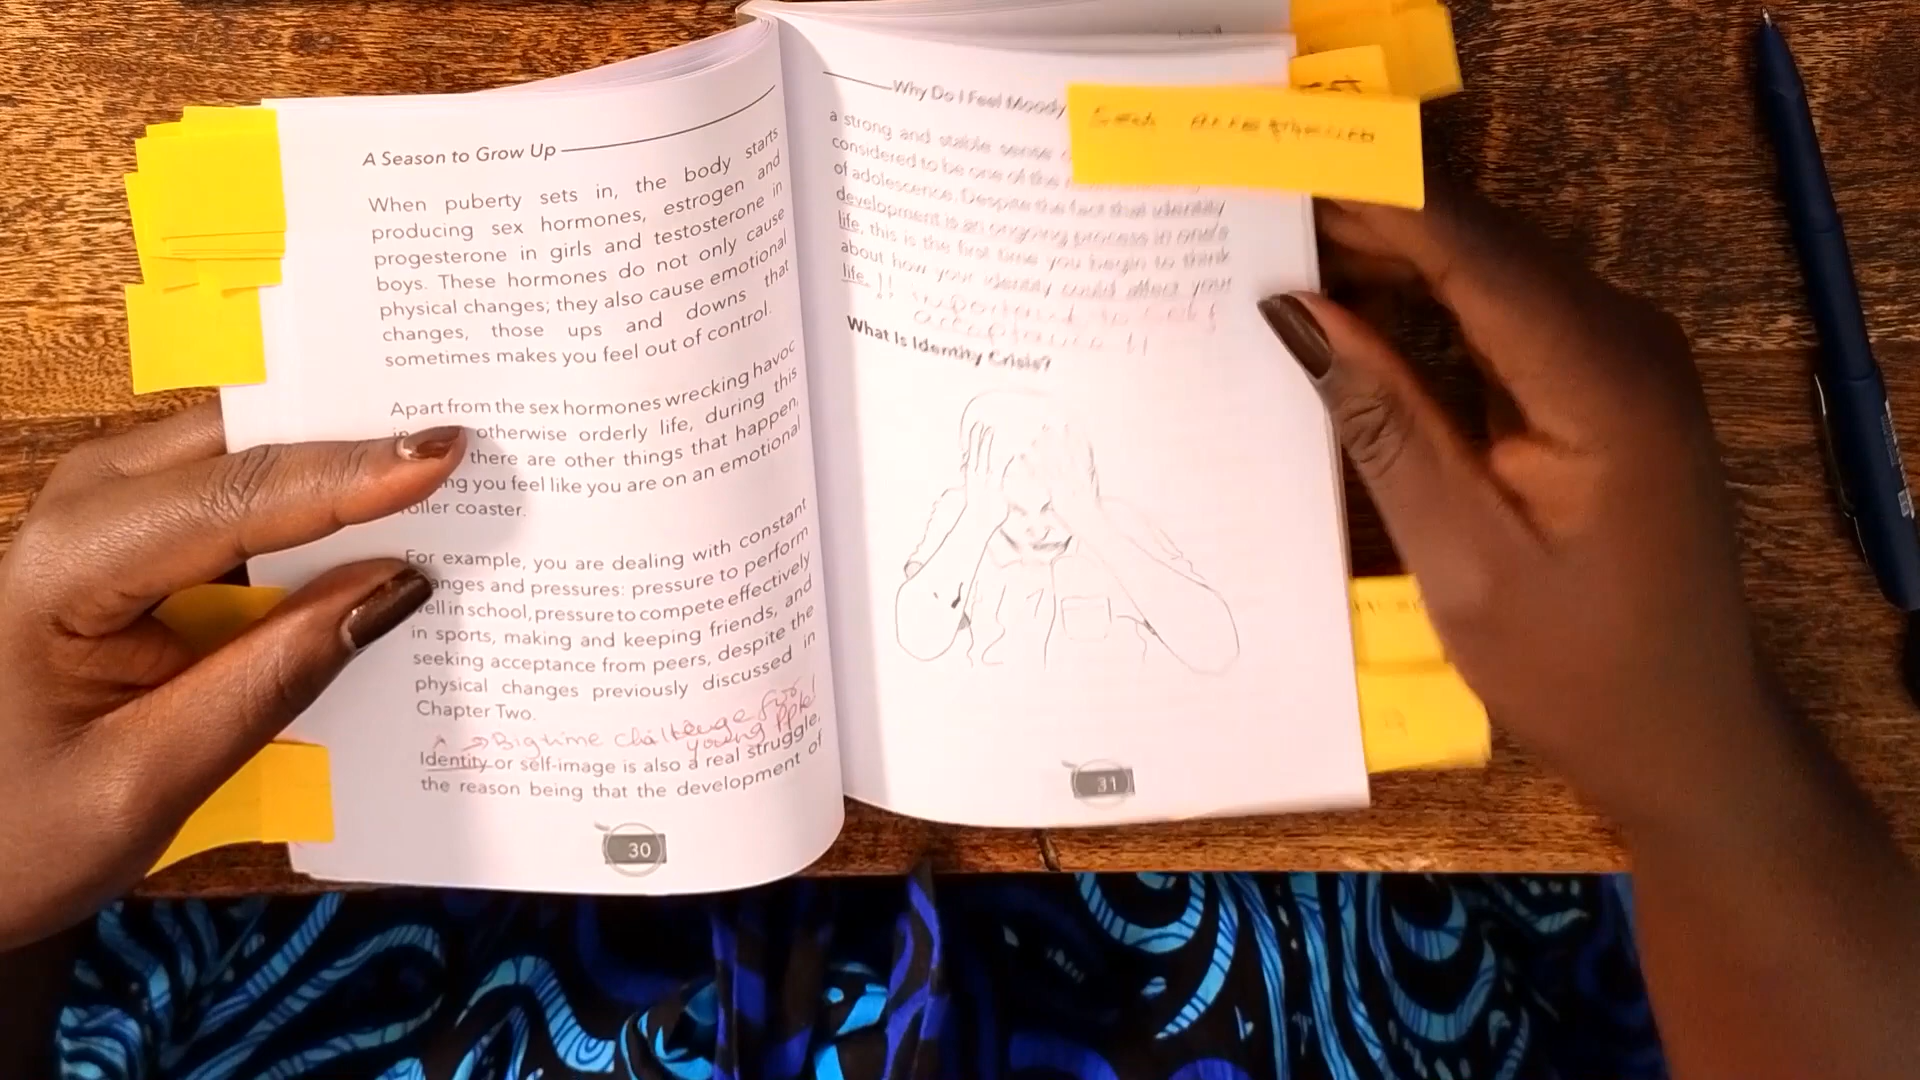 A Season to Grow Up
When puberty sets in, the body starts
producing sex hormones, estrogen and
progesterone in girls and testosterone in
boys. These hormones do not only cause
physical changes; they also cause emotional
changes, those ups and downs that
sometimes makes you feel out of control.
Apart from the sex hormones wrecking havoc
otherwise orderly life, during this
there are other things that happen,
you feel like you are on an emotional
coaster.
For example, you are dealing with constant
and pressures: pressure to perform
in school, pressure to compete effectively
in sports, making and keeping friends, and
seeking acceptance from peers, despite the
physical changes previously discussed in
Chapter Two.
Big time challenge for
young pple!
Identity or self-image is also a real struggle,
the reason being that the development of
30
Why Do I Feel Moody
a strong and stable sense
considered to be one of the
of adolescence. Despite the fact that identity
development is an ongoing process in one's
life, this is the first time you begin to think
about how your identity could affect your
life. !! important to self
acceptance !!
What Is Identity Crisis?
31